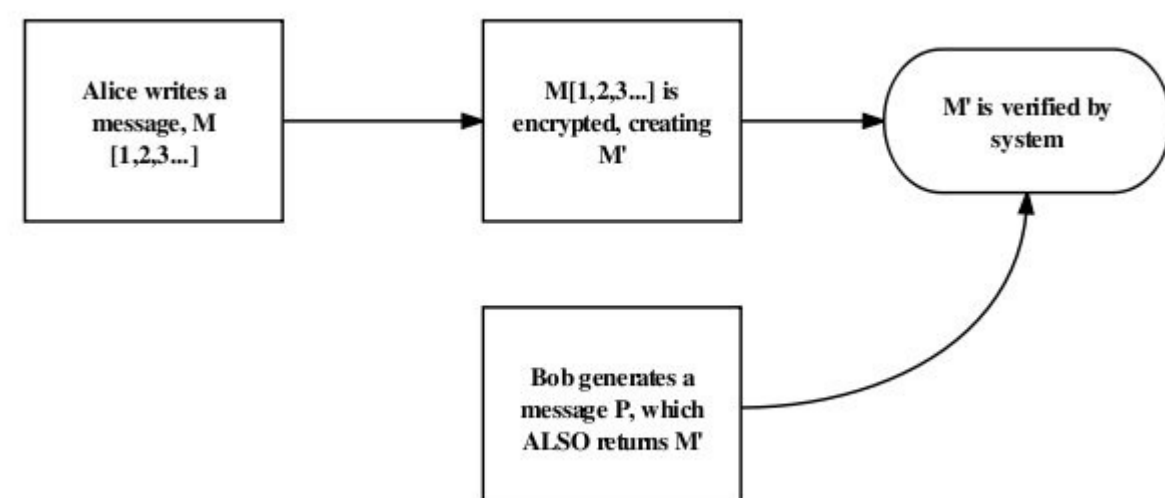 Alice writes a
message, M
[1,2,3...]
M[1,2,3...] is
encrypted, creating
M'
M' is verified by
system
Bob generates a
message P, which
ALSO returns M'